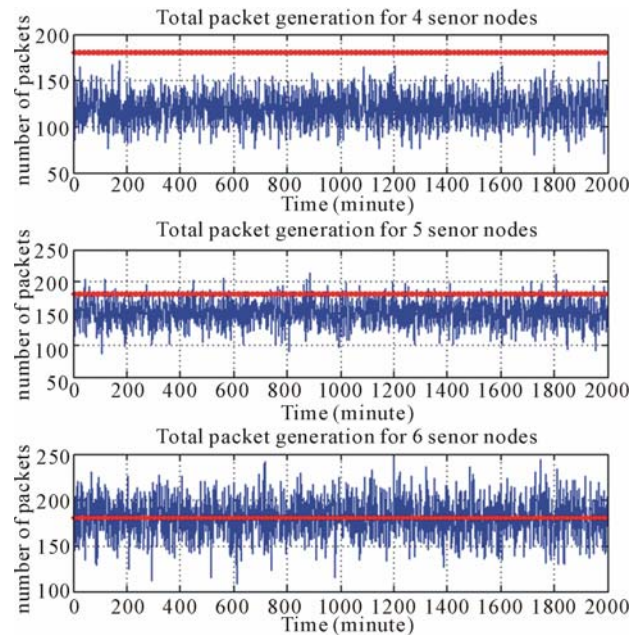 Total packet generation for 4 senor nodes
number of packets
200
150
100
50
0 200 400 600 800 1000 1200 1400 1600 1800 2000
Time (minute)
Total packet generation for 5 senor nodes
number of packets
250
200
150
100
50
0 200 400 600 800 1000 1200 1400 1600 1800 2000
Time (minute)
Total packet generation for 6 senor nodes
number of packets
250
200
150
100
0 200 400 600 800 1000 1200 1400 1600 1800 2000
Time (minute)